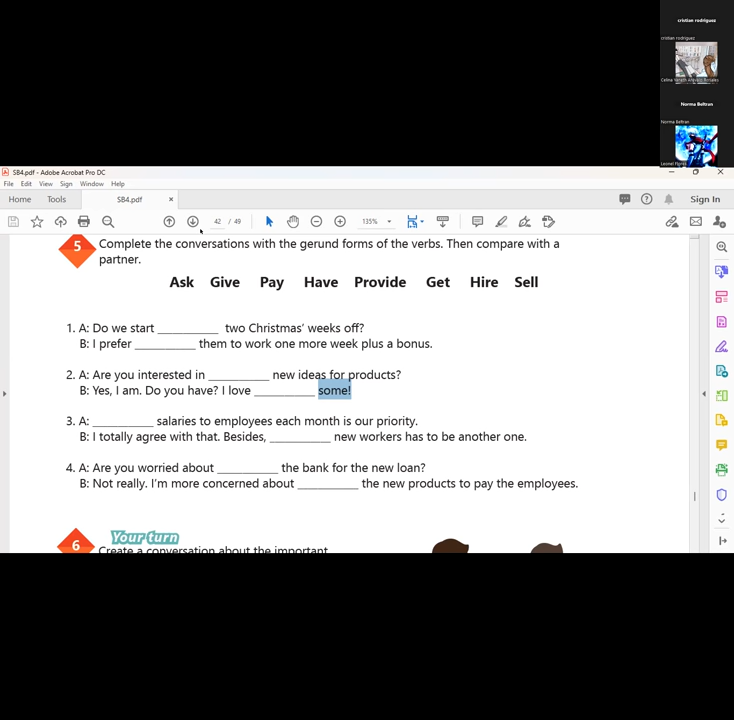 cristian rodriguez
cristian rodriguez
Norma Beltran
Norma Beltran
SB4.pdf - Adobe Acrobat Pro DC
File Edit View Sign Window Help
Home Tools SB4.pdf × Sign In
42 / 49 135%
5 Complete the conversations with the gerund forms of the verbs. Then compare with a
partner.
Ask Give Pay Have Provide Get Hire Sell
1. A: Do we start __________ two Christmas' weeks off?
B: I prefer __________ them to work one more week plus a bonus.
2. A: Are you interested in __________ new ideas for products?
B: Yes, I am. Do you have? I love __________ some!
3. A: __________ salaries to employees each month is our priority.
B: I totally agree with that. Besides, __________ new workers has to be another one.
4. A: Are you worried about __________ the bank for the new loan?
B: Not really. I'm more concerned about __________ the new products to pay the employees.
6 Your turn
Create a conversation about the important